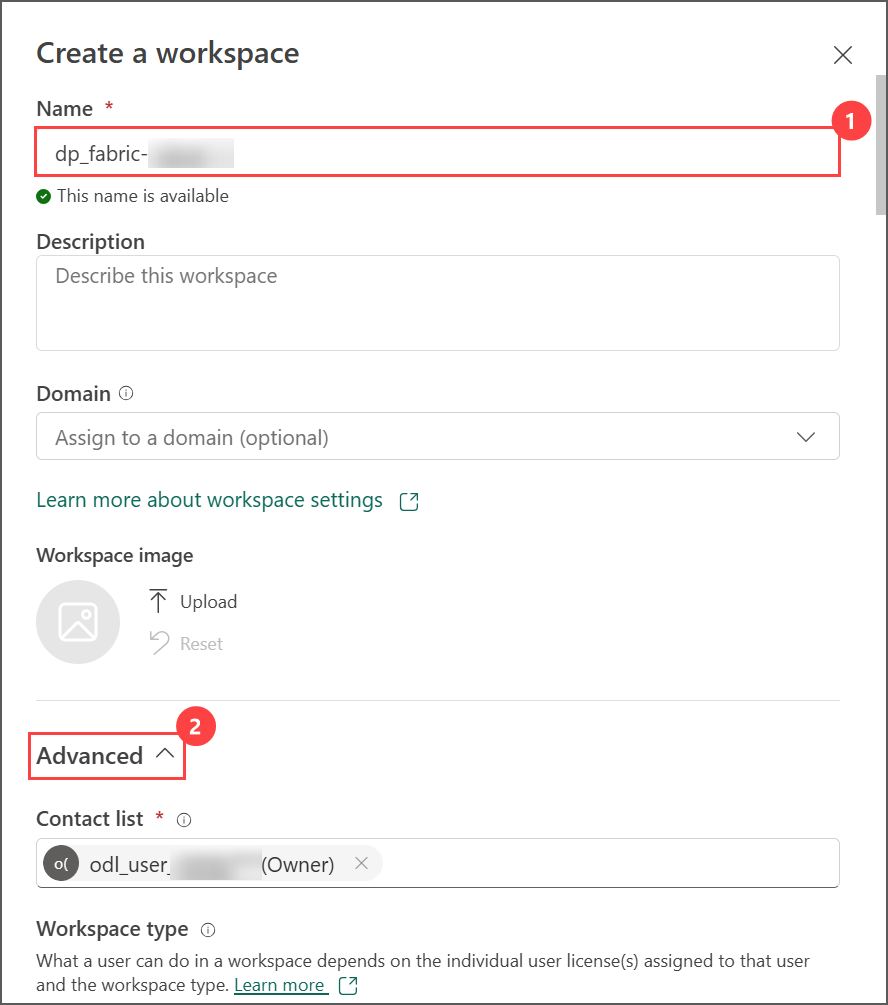 Create a workspace
Name *
1
dp_fabric-
This name is available
Description
Describe this workspace
Domain
Assign to a domain (optional)
Learn more about workspace settings
Workspace image
Upload
Reset
2
Advanced
Contact list *
o( odl_user_ (Owner)
Workspace type
What a user can do in a workspace depends on the individual user license(s) assigned to that user
and the workspace type. Learn more